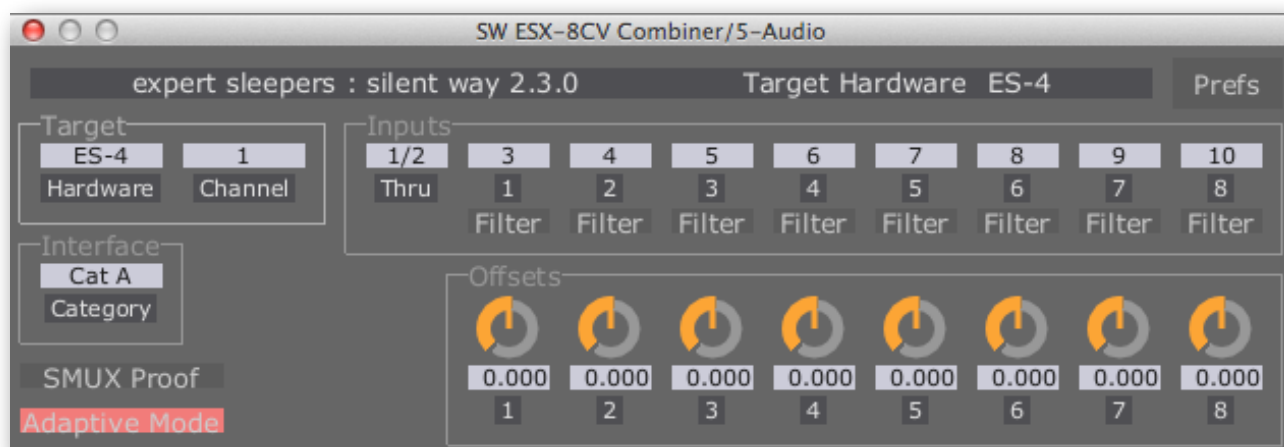 SW ESX-8CV Combiner/5-Audio
expert sleepers : silent way 2.3.0 Target Hardware ES-4 Prefs
Target Inputs
ES-4 1 1/2 3 4 5 6 7 8 9 10
Hardware Channel Thru 1 2 3 4 5 6 7 8
Filter Filter Filter Filter Filter Filter Filter Filter
Interface
Cat A
Category
Offsets
SMUX Proof
0.000 0.000 0.000 0.000 0.000 0.000 0.000 0.000
Adaptive Mode
1 2 3 4 5 6 7 8